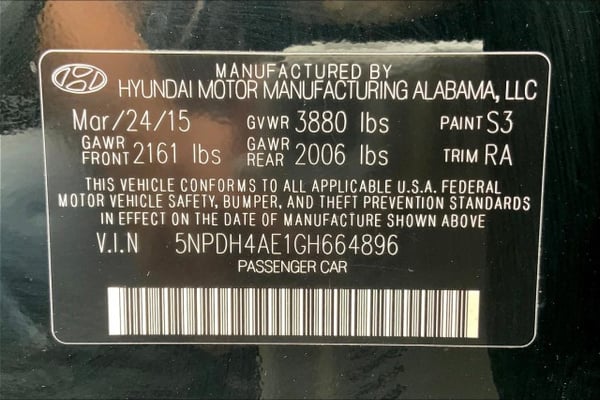 MANUFACTURED BY
HYUNDAI MOTOR MANUFACTURING ALABAMA, LLC
Mar/24/15 GVWR 3880 lbs PAINT S3
GAWR FRONT 2161 lbs GAWR REAR 2006 lbs TRIM RA
THIS VEHICLE CONFORMS TO ALL APPLICABLE U.S.A. FEDERAL
MOTOR VEHICLE SAFETY, BUMPER, AND THEFT PREVENTION STANDARDS
IN EFFECT ON THE DATE OF MANUFACTURE SHOWN ABOVE
V.I.N 5NPDH4AE1GH664896
PASSENGER CAR